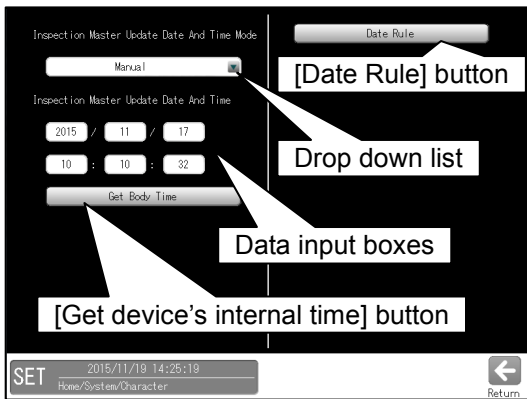 Inspection Master Update Date And Time Mode
Manual
Inspection Master Update Date And Time
2015 / 11 / 17
10 : 10 : 32
Get Body Time
Date Rule
[Date Rule] button
Drop down list
Data input boxes
[Get device's internal time] button
SET
2015/11/19 14:25:19
Home/System/Character
Return